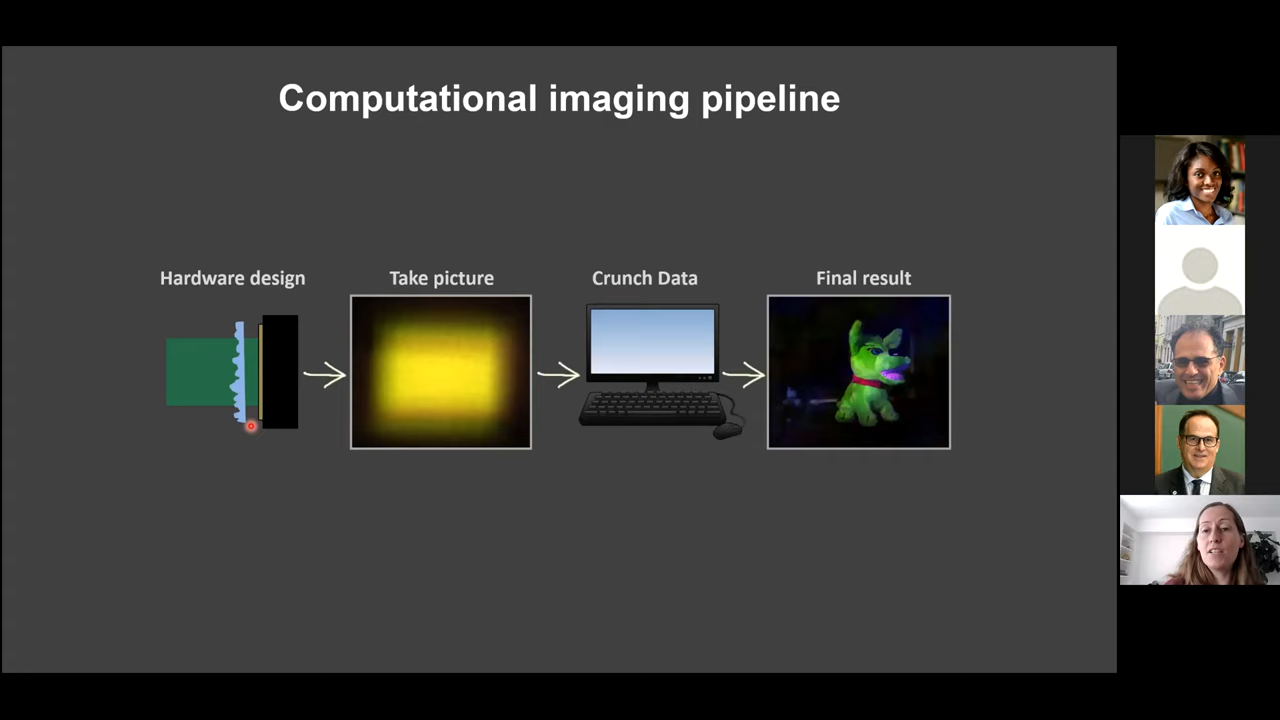 Computational imaging pipeline
Hardware design
Take picture
Crunch Data
Final result